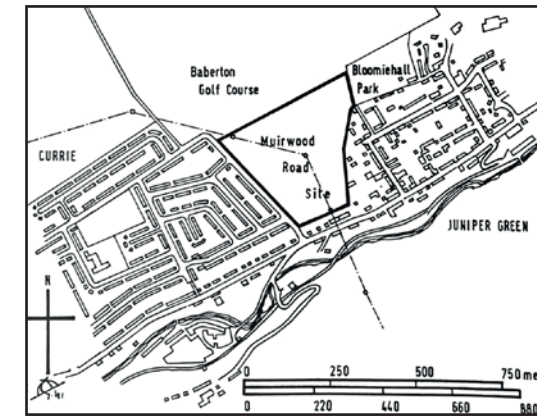 Baberton
Golf Course
Bloomiehall
Park
Muirwood
Road
Site
CURRIE
JUNIPER GREEN
N
0 250 500 750 me
0 220 440 660 880